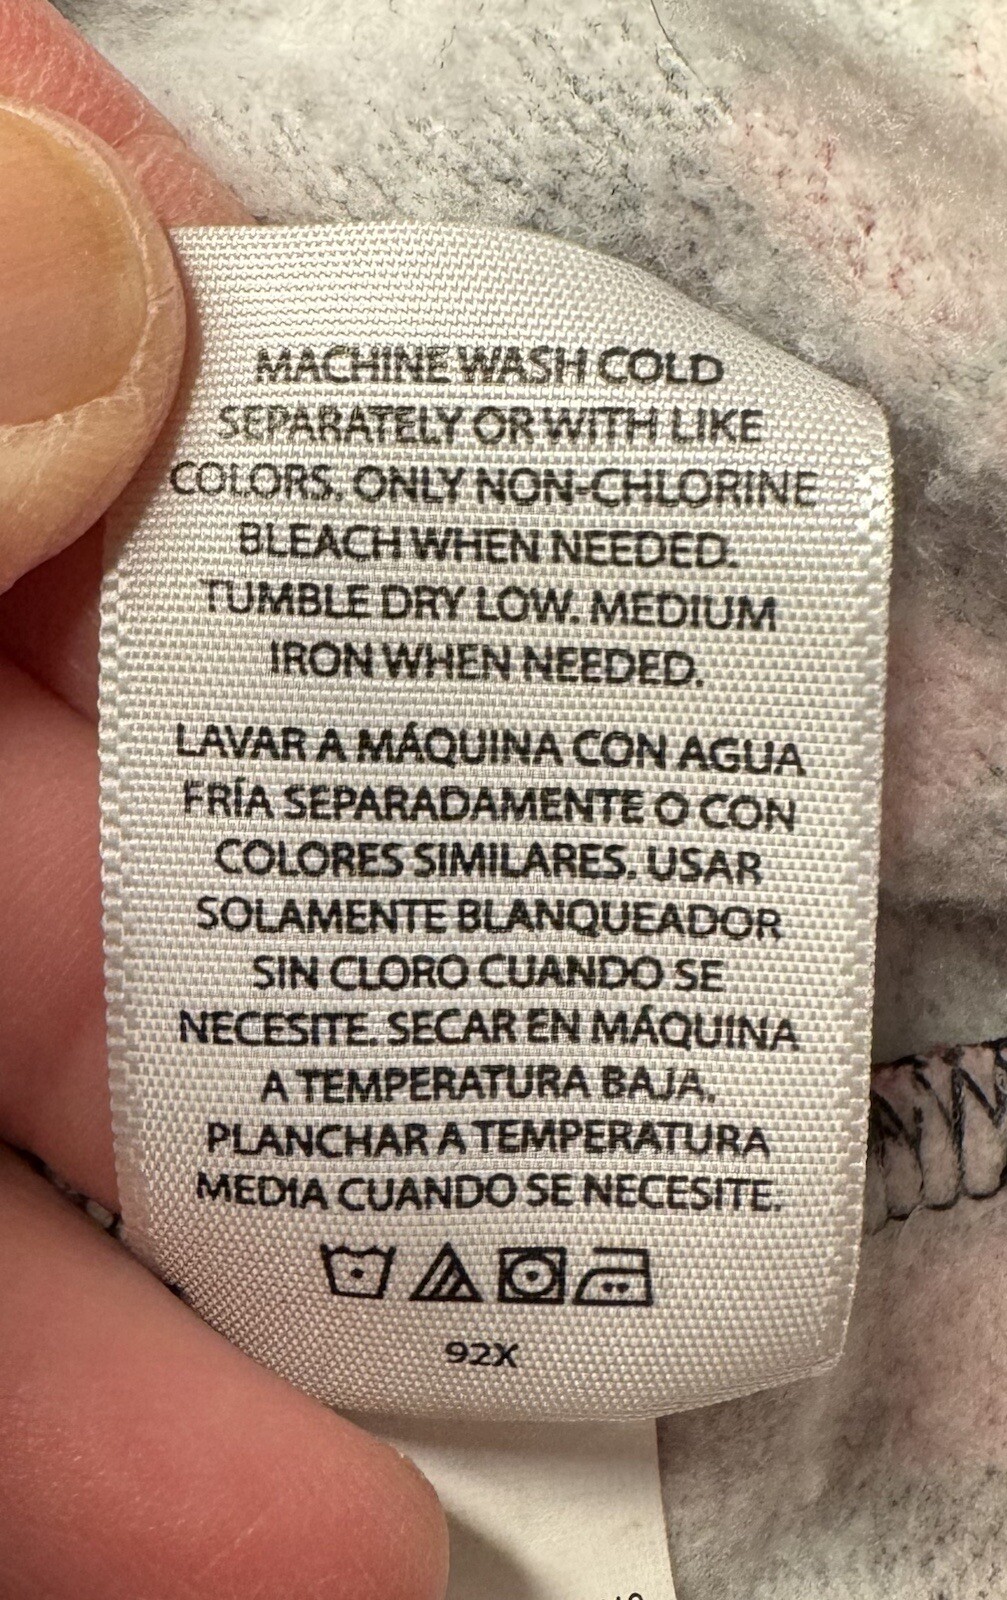 MACHINE WASH COLD
SEPARATELY OR WITH LIKE
COLORS. ONLY NON-CHLORINE
BLEACH WHEN NEEDED.
TUMBLE DRY LOW. MEDIUM
IRON WHEN NEEDED.
LAVAR A MÁQUINA CON AGUA
FRÍA SEPARADAMENTE O CON
COLORES SIMILARES. USAR
SOLAMENTE BLANQUEADOR
SIN CLORO CUANDO SE
NECESITE. SECAR EN MÁQUINA
A TEMPERATURA BAJA.
PLANCHAR A TEMPERATURA
MEDIA CUANDO SE NECESITE.
92X